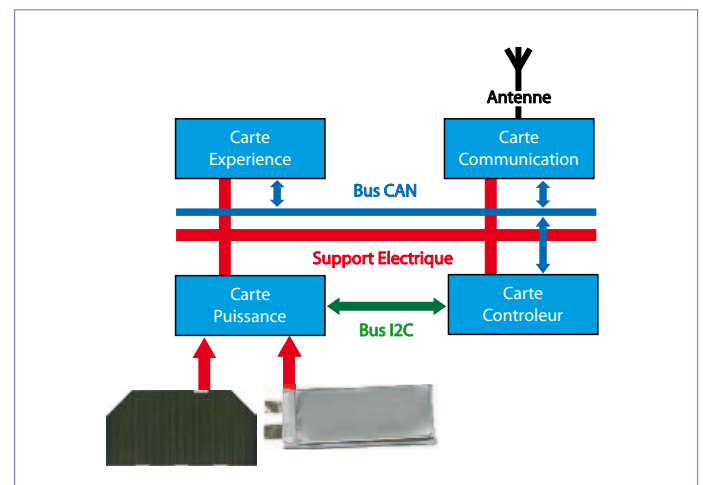 Antenne
Carte
Experience
Carte
Communication
Bus CAN
Support Electrique
Carte
Puissance
Carte
Controleur
Bus I2C